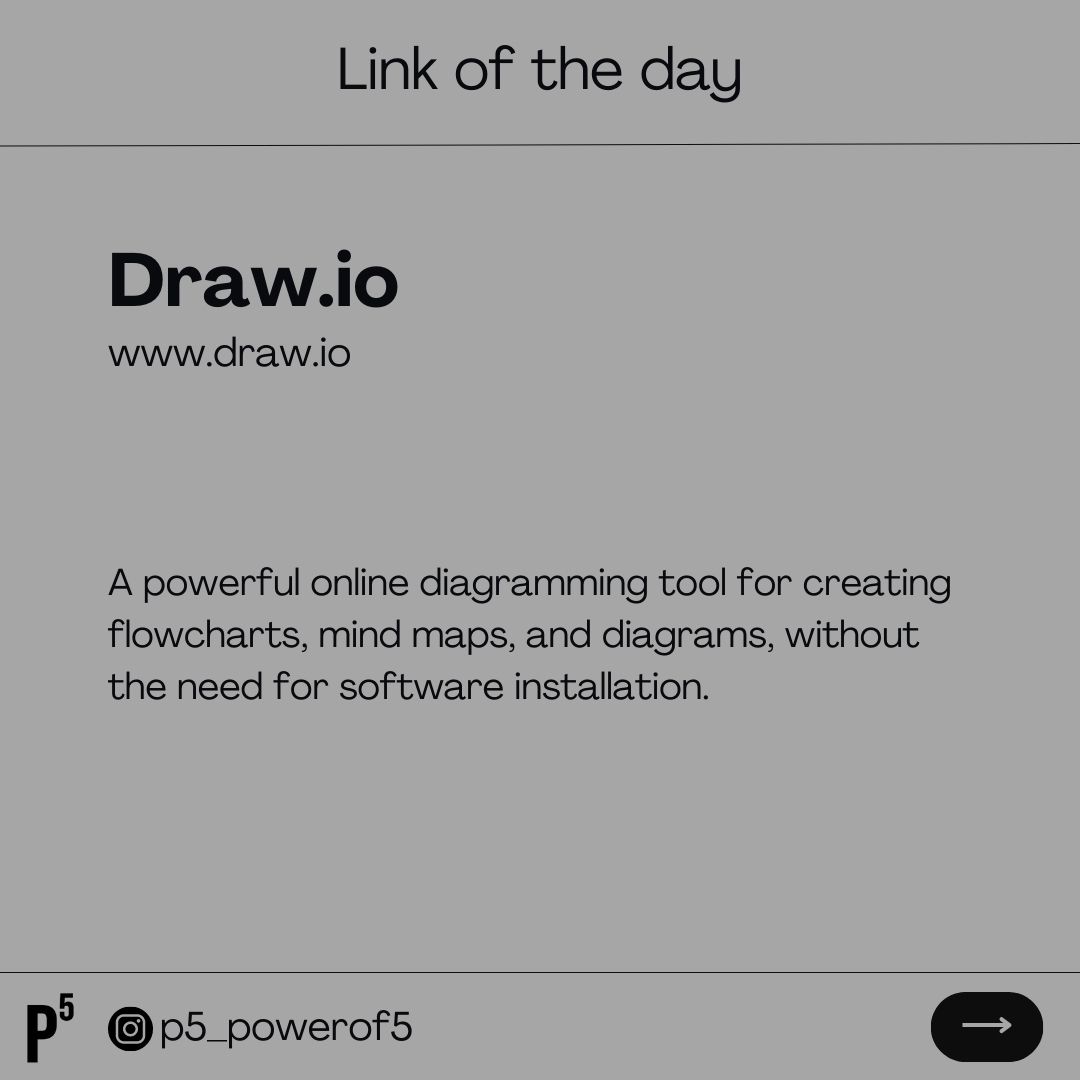 Link of the day
Draw.io
www.draw.io
A powerful online diagramming tool for creating
flowcharts, mind maps, and diagrams, without
the need for software installation.
P⁵ p5_powerof5